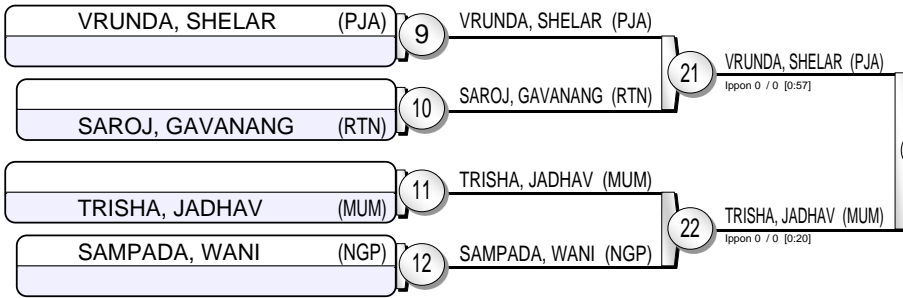 VRUNDA, SHELAR (PJA)
9
VRUNDA, SHELAR (PJA)
21
VRUNDA, SHELAR (PJA)
Ippon 0 / 0 [0:57]
10
SAROJ, GAVANANG (RTN)
SAROJ, GAVANANG (RTN)
11
TRISHA, JADHAV (MUM)
TRISHA, JADHAV (MUM)
22
TRISHA, JADHAV (MUM)
Ippon 0 / 0 [0:20]
SAMPADA, WANI (NGP)
12
SAMPADA, WANI (NGP)